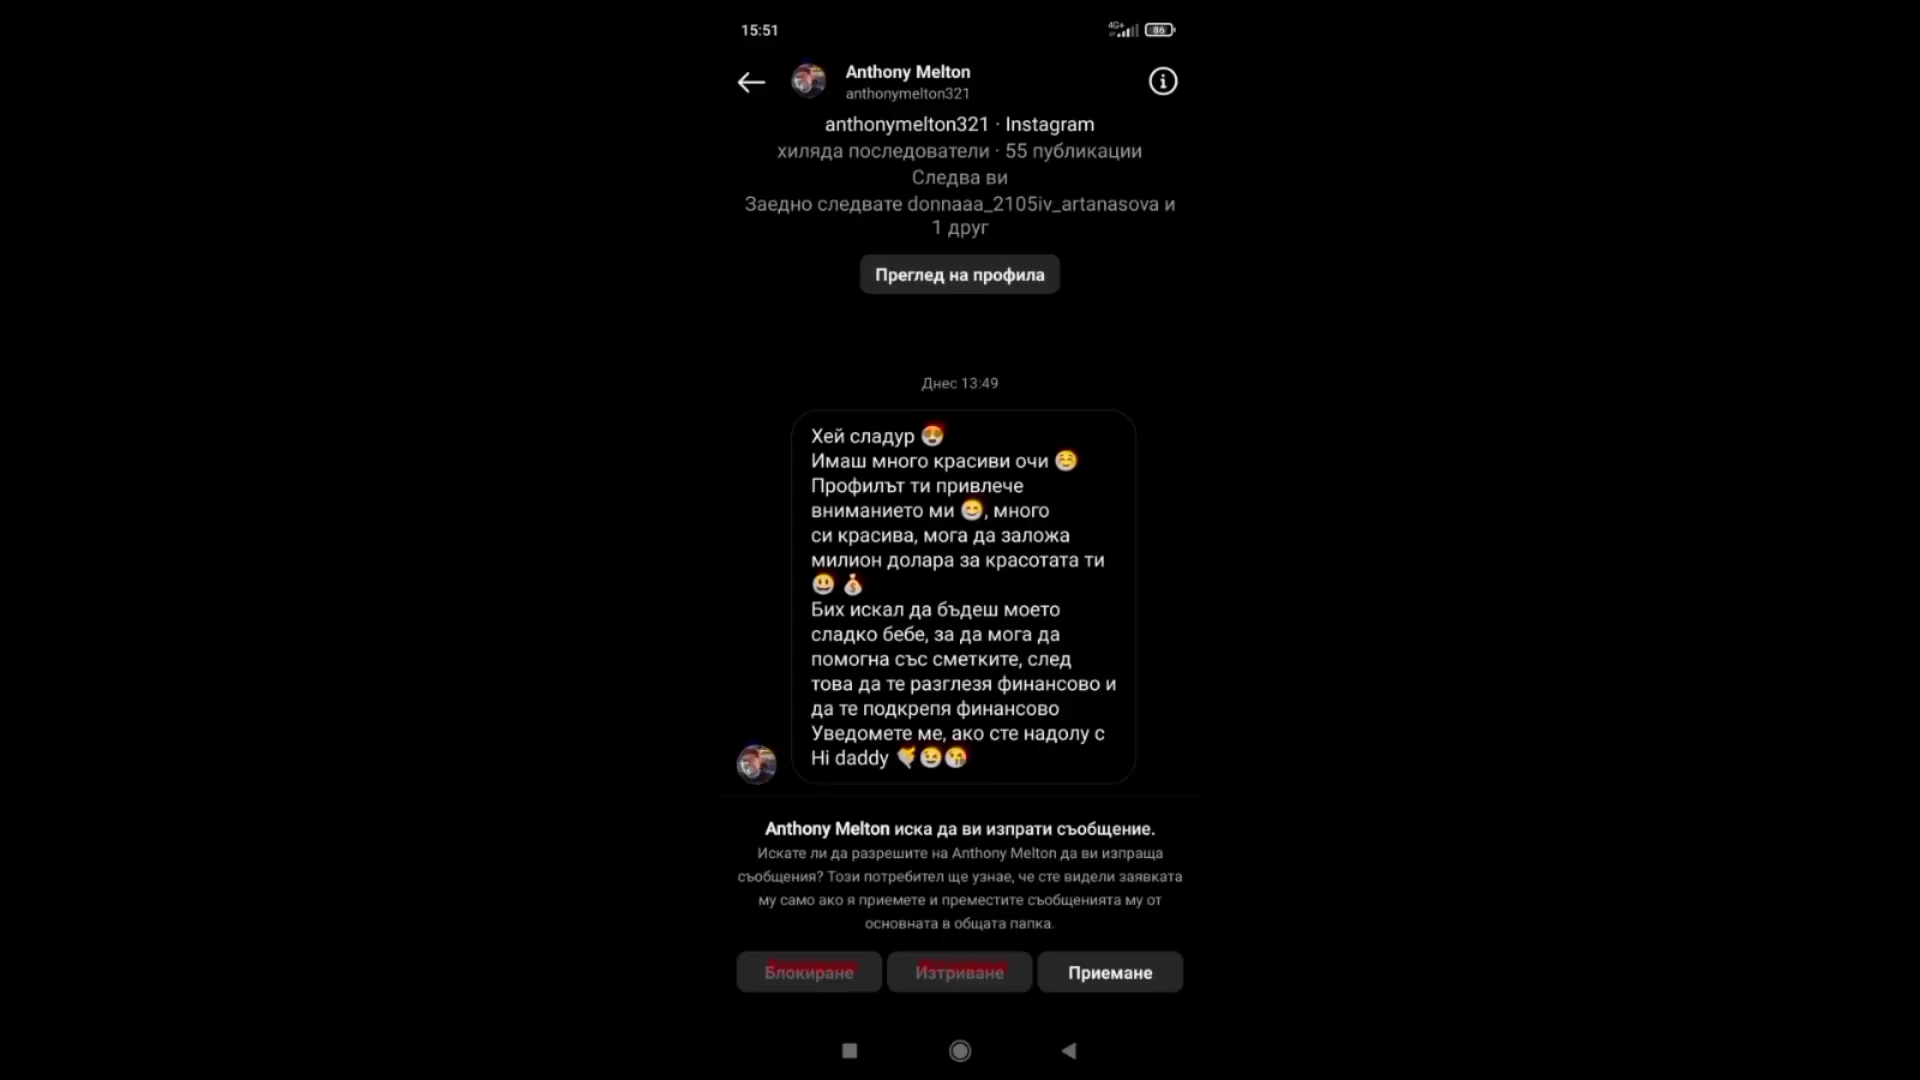 15:51
4G+
86
Anthony Melton
anthonymelton321
anthonymelton321 · Instagram
хиляда последователи · 55 публикации
Следва ви
Заедно следвате donnaaa_2105iv_artanasova и
1 друг
Преглед на профила
Днес 13:49
Хей сладур 😍
Имаш много красиви очи ☺️
Профилът ти привлече
вниманието ми 😊, много
си красива, мога да заложа
милион долара за красотата ти
😃 💰
Бих искал да бъдеш моето
сладко бебе, за да мога да
помогна със сметките, след
това да те разглезя финансово и
да те подкрепя финансово
Уведомете ме, ако сте надолу с
Hi daddy 👇😉😘
Anthony Melton иска да ви изпрати съобщение.
Искате ли да разрешите на Anthony Melton да ви изпраща
съобщения? Този потребител ще узнае, че сте видели заявката
му само ако я приемете и преместите съобщенията му от
основната в общата папка.
Блокиране
Изтриване
Приемане